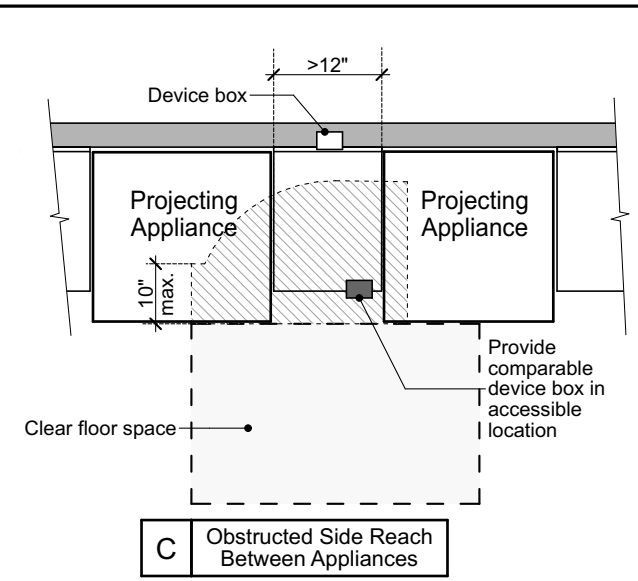 >12"
Device box
Projecting
Appliance
Projecting
Appliance
10"
max.
Provide
comparable
device box in
accessible
location
Clear floor space
C
Obstructed Side Reach
Between Appliances